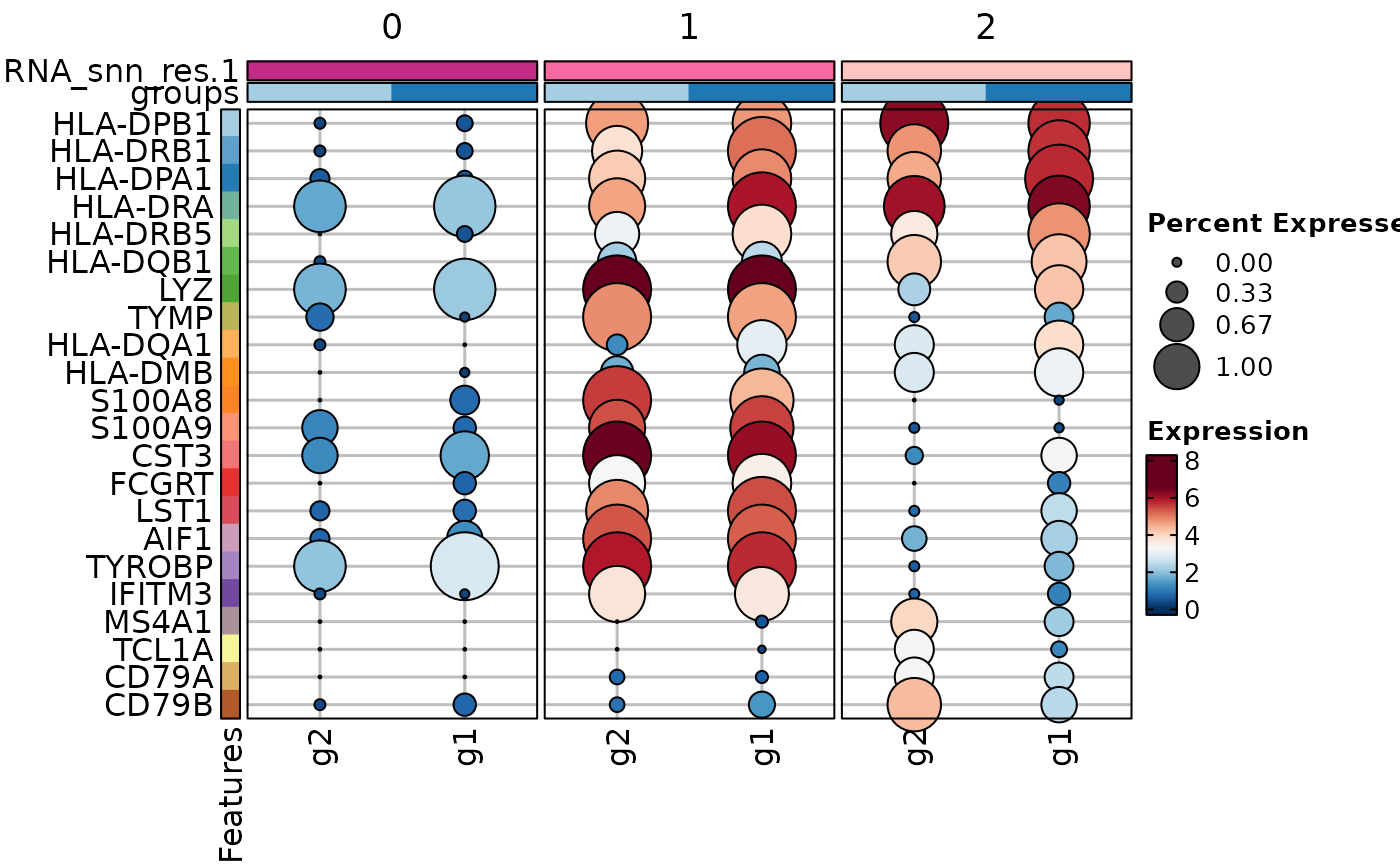 0 1 2
RNA_snn_res.1
groups
HLA-DPB1
HLA-DRB1
HLA-DPA1
HLA-DRA
HLA-DRB5
HLA-DQB1
LYZ
TYMP
HLA-DQA1
HLA-DMB
S100A8
S100A9
CST3
FCGRT
LST1
AIF1
TYROBP
IFITM3
MS4A1
TCL1A
CD79A
CD79B
Features
g2 g1 g2 g1 g2 g1
Percent Expresse
0.00
0.33
0.67
1.00
Expression
8
6
4
2
0